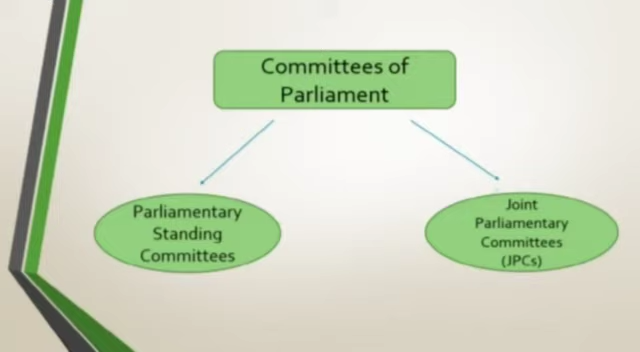 Committees of
Parliament
Parliamentary
Standing
Committees
Joint
Parliamentary
Committees
(JPCs)